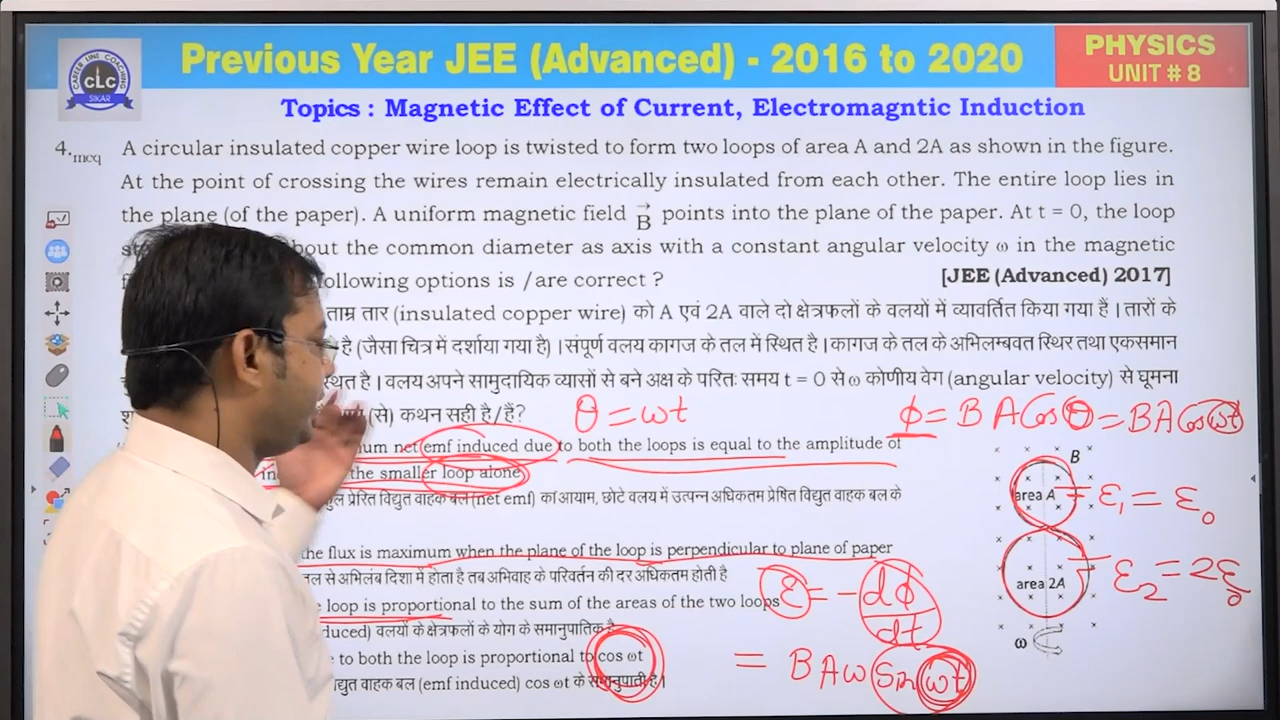 Previous Year JEE (Advanced) - 2016 to 2020
PHYSICS
UNIT # 8
CAREER LINE COACHING
CLC
SIKAR
Topics : Magnetic Effect of Current, Electromagntic Induction
4. mcq A circular insulated copper wire loop is twisted to form two loops of area A and 2A as shown in the figure.
At the point of crossing the wires remain electrically insulated from each other. The entire loop lies in
the plane (of the paper). A uniform magnetic field B⃗ points into the plane of the paper. At t = 0, the loop
bout the common diameter as axis with a constant angular velocity ω in the magnetic
ollowing options is /are correct ? [JEE (Advanced) 2017]
ताम्र तार (insulated copper wire) को A एवं 2A वाले दो क्षेत्रफलों के वलयों में व्यावर्तित किया गया हैं । तारों के
है (जैसा चित्र में दर्शाया गया है) । संपूर्ण वलय कागज के तल में स्थित है । कागज के तल के अभिलम्बवत स्थिर तथा एकसमान
स्थित है । वलय अपने सामुदायिक व्यासों से बने अक्ष के परितः समय t = 0 से ω कोणीय वेग (angular velocity) से घूमना
(से) कथन सही है/हैं?
θ = ωt
ϕ = BA Cos θ = BA Cos ωt
um net emf induced due to both the loops is equal to the amplitude of
the smaller loop alone
प्रेरित विद्युत वाहक बल (net emf) का आयाम, छोटे वलय में उत्पन्न अधिकतम प्रेषित विद्युत वाहक बल के
the flux is maximum when the plane of the loop is perpendicular to plane of paper
तल से अभिलंब दिशा में होता है तब अभिवाह के परिवर्तन की दर अधिकतम होती है
loop is proportional to the sum of the areas of the two loops
duced) वलयों के क्षेत्रफलों के योग के समानुपातिक है
to both the loop is proportional to cos ωt
द्युत वाहक बल (emf induced) cos ωt के समानुपाती है।
ε = - dϕ/dt
= BAω Sin ωt
B
area A
ε₁ = ε₀
area 2A
ε₂ = 2ε₀
ω